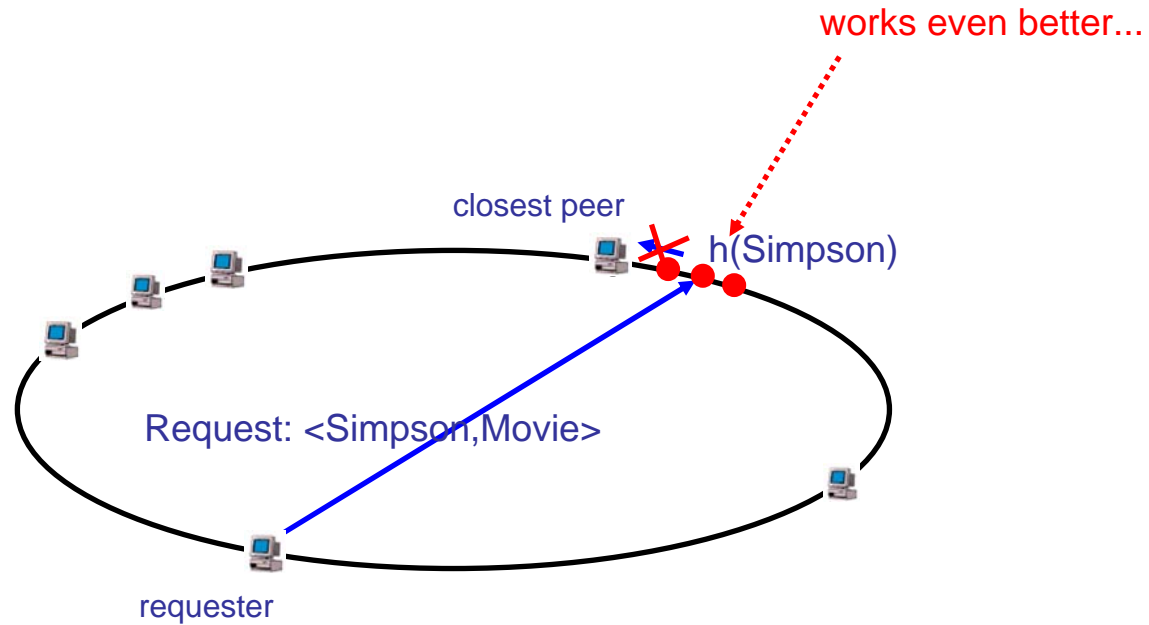 works even better...
closest peer
h(Simpson)
Request: <Simpson,Movie>
requester